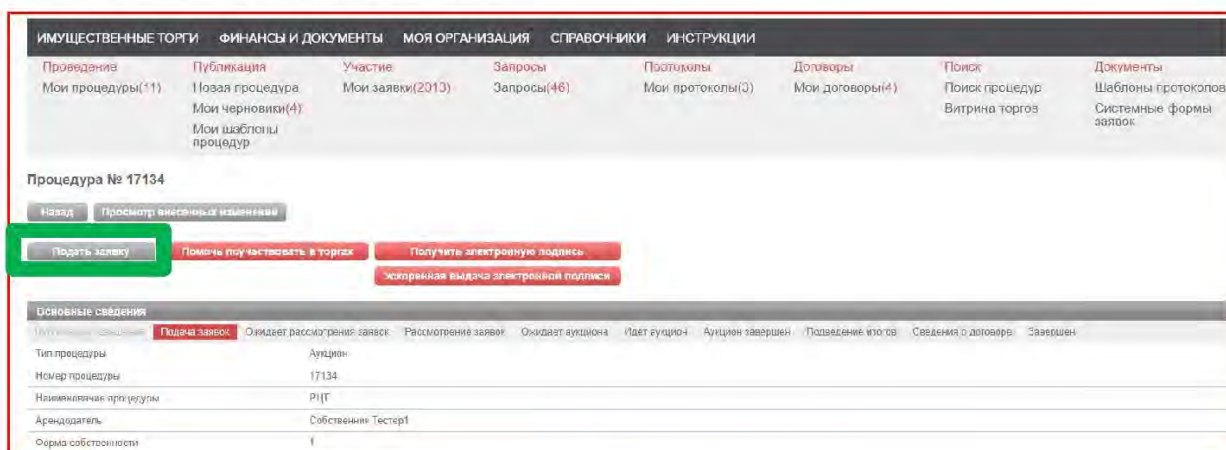 ИМУЩЕСТВЕННЫЕ ТОРГИ ФИНАНСЫ И ДОКУМЕНТЫ МОЯ ОРГАНИЗАЦИЯ СПРАВОЧНИКИ ИНСТРУКЦИИ
Проведение Публикация Участие Запросы Протоколы Договоры Поиск Документы
Мои процедуры(11) Новая процедура Мои заявки(2013) Запросы(46) Мои протоколы(3) Мои договоры(4) Поиск процедур Шаблоны протоколов
Мои черновики(4) Витрина торгов Системные формы заявок
Мои шаблоны процедур
Процедура № 17134
Назад Просмотр внесенных изменений
Подать заявку Помочь поучаствовать в торгах Получить электронную подпись
Ускоренная выдача электронной подписи
Основные сведения
Подача заявок Ожидает рассмотрения заявок Рассмотрение заявок Ожидает аукциона Идет аукцион Аукцион завершен Подведение итогов Сведения о договоре Завершен
Тип процедуры Аукцион
Номер процедуры 17134
Наименование процедуры
Арендодатель Собственник Тестер1
Форма собственности 1